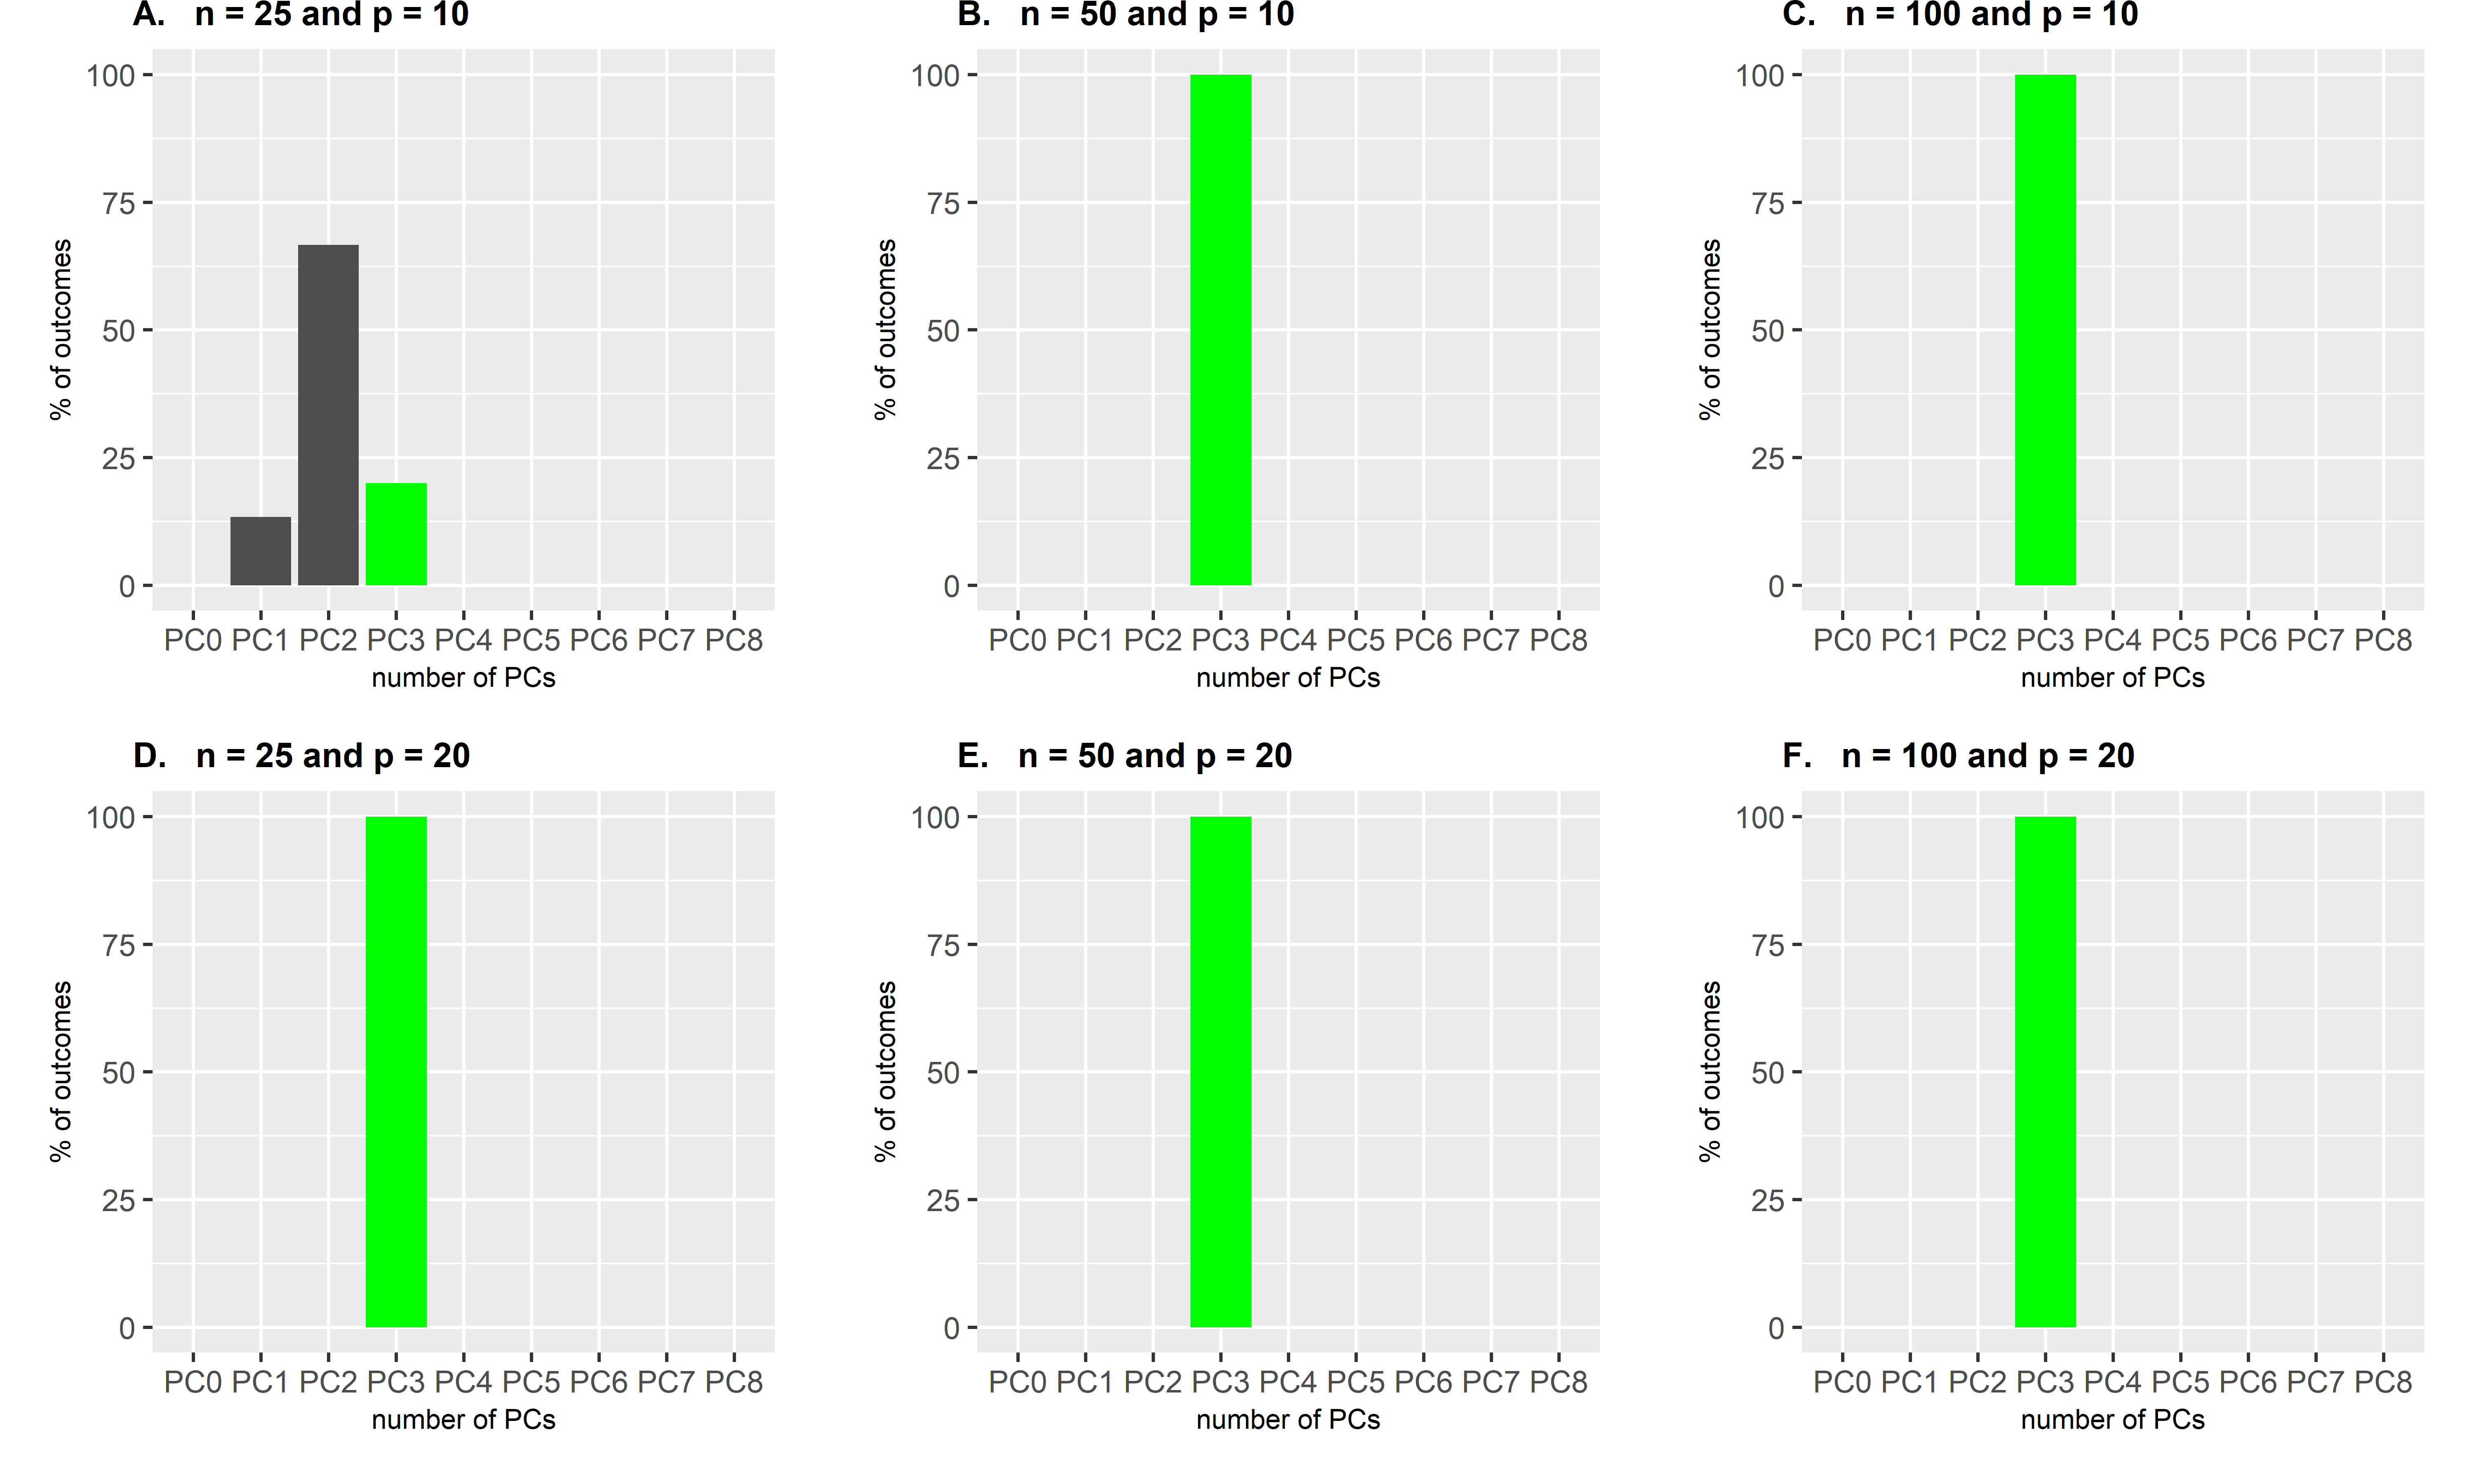 A. n = 25 and p = 10
B. n = 50 and p = 10
C. n = 100 and p = 10
100
75
50
25
0
% of outcomes
PC0 PC1 PC2 PC3 PC4 PC5 PC6 PC7 PC8
number of PCs
100
75
50
25
0
% of outcomes
PC0 PC1 PC2 PC3 PC4 PC5 PC6 PC7 PC8
number of PCs
100
75
50
25
0
% of outcomes
PC0 PC1 PC2 PC3 PC4 PC5 PC6 PC7 PC8
number of PCs
D. n = 25 and p = 20
E. n = 50 and p = 20
F. n = 100 and p = 20
100
75
50
25
0
% of outcomes
PC0 PC1 PC2 PC3 PC4 PC5 PC6 PC7 PC8
number of PCs
100
75
50
25
0
% of outcomes
PC0 PC1 PC2 PC3 PC4 PC5 PC6 PC7 PC8
number of PCs
100
75
50
25
0
% of outcomes
PC0 PC1 PC2 PC3 PC4 PC5 PC6 PC7 PC8
number of PCs